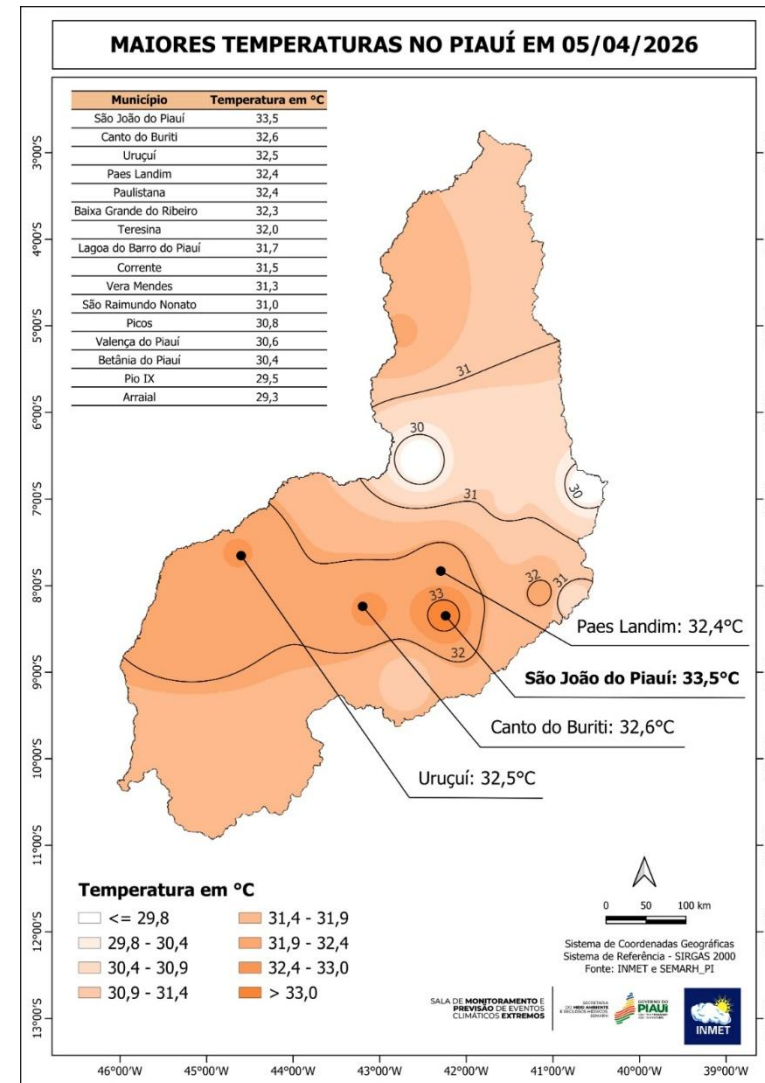 MAIORES TEMPERATURAS NO PIAUÍ EM 05/04/2026
Município Temperatura em °C
São João do Piauí 33,5
Canto do Buriti 32,6
Uruçuí 32,5
Paes Landim 32,4
Paulistana 32,4
Baixa Grande do Ribeiro 32,3
Teresina 32,0
Lagoa do Barro do Piauí 31,7
Corrente 31,5
Vera Mendes 31,3
São Raimundo Nonato 31,0
Picos 30,8
Valença do Piauí 30,6
Betânia do Piauí 30,4
Pio IX 29,5
Arraial 29,3
3°00'S
4°00'S
5°00'S
6°00'S
7°00'S
8°00'S
9°00'S
10°00'S
11°00'S
12°00'S
13°00'S
31
30
30
31
32
31
33
32
Paes Landim: 32,4°C
São João do Piauí: 33,5°C
Canto do Buriti: 32,6°C
Uruçuí: 32,5°C
Temperatura em °C
<= 29,8
29,8 - 30,4
30,4 - 30,9
30,9 - 31,4
31,4 - 31,9
31,9 - 32,4
32,4 - 33,0
> 33,0
0 50 100 km
Sistema de Coordenadas Geográficas
Sistema de Referência - SIRGAS 2000
Fonte: INMET e SEMARH_PI
SALA DE MONITORAMENTO E
PREVISÃO DE EVENTOS
CLIMÁTICOS EXTREMOS
SECRETARIA
DO MEIO AMBIENTE
E RECURSOS HÍDRICOS
SEMARH
GOVERNO DO
PIAUÍ
INMET
46°00'W 45°00'W 44°00'W 43°00'W 42°00'W 41°00'W 40°00'W 39°00'W